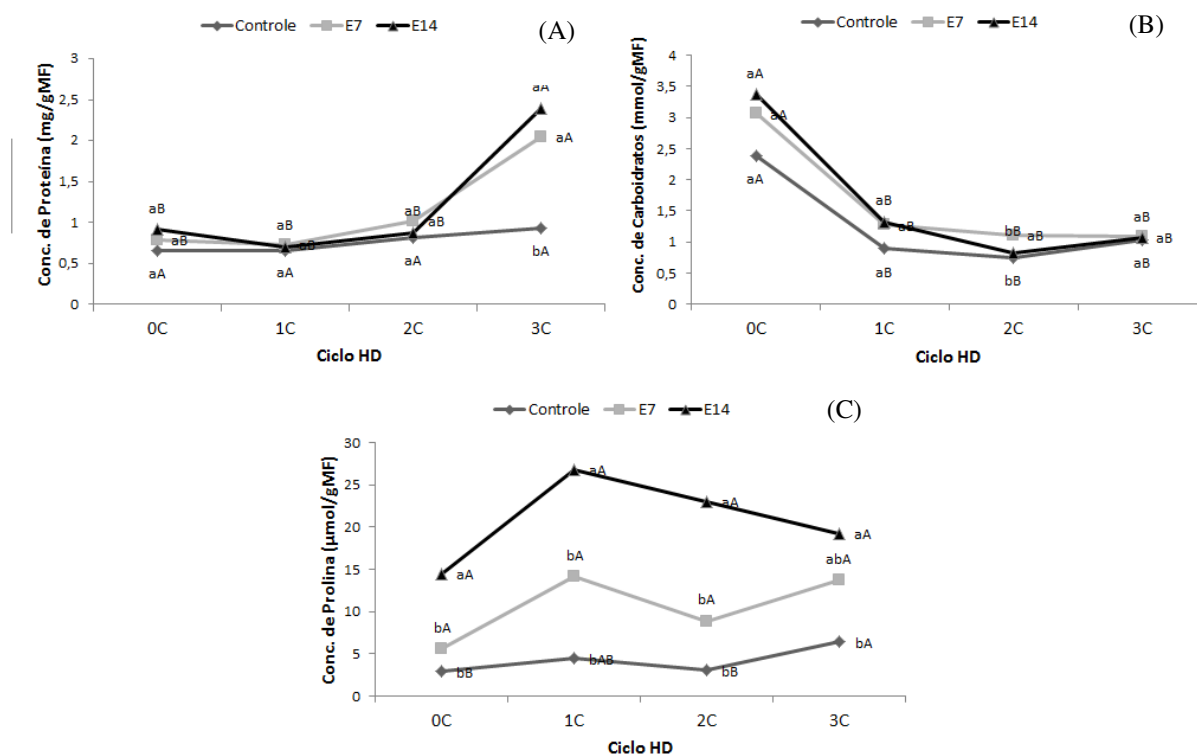 Controle E7 E14 (A)
Conc. de Proteína (mg/gMF)
3
2,5
2
1,5
1
0,5
0
aA
aA
aB aB aB
aB aB aB
aA aA aA bA
0C 1C 2C 3C
Ciclo HD
Controle E7 E14 (B)
Conc. de Carboidratos (mmol/gMF)
4
3,5
3
2,5
2
1,5
1
0,5
0
aA
aA
aA
aB aB
aB bB aB aB
aB bB aB
0C 1C 2C 3C
Ciclo HD
Controle E7 E14 (C)
Conc. de Prolina (µmol/gMF)
30
25
20
15
10
5
0
aA aA
aA aA
bA abA
bA bA
bB bAB bB bA
0C 1C 2C 3C
Ciclo HD